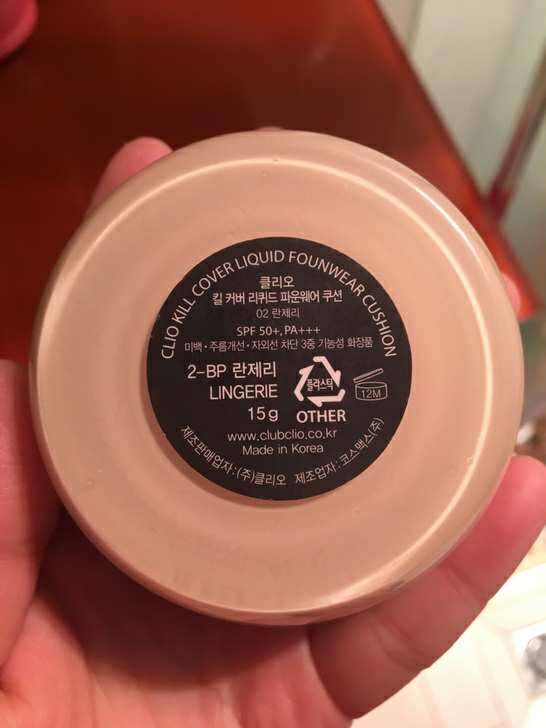 CLIO KILL COVER LIQUID FOUNWEAR CUSHION
클리오
킬 커버 리퀴드 파운웨어 쿠션
02 란제리
SPF 50+, PA+++
미백·주름개선·자외선 차단 3중 기능성 화장품
2-BP 란제리
LINGERIE
15g
플라스틱
OTHER
12M
www.clubclio.co.kr
Made in Korea
제조판매업자:(주)클리오 제조업자:코스맥스(주)